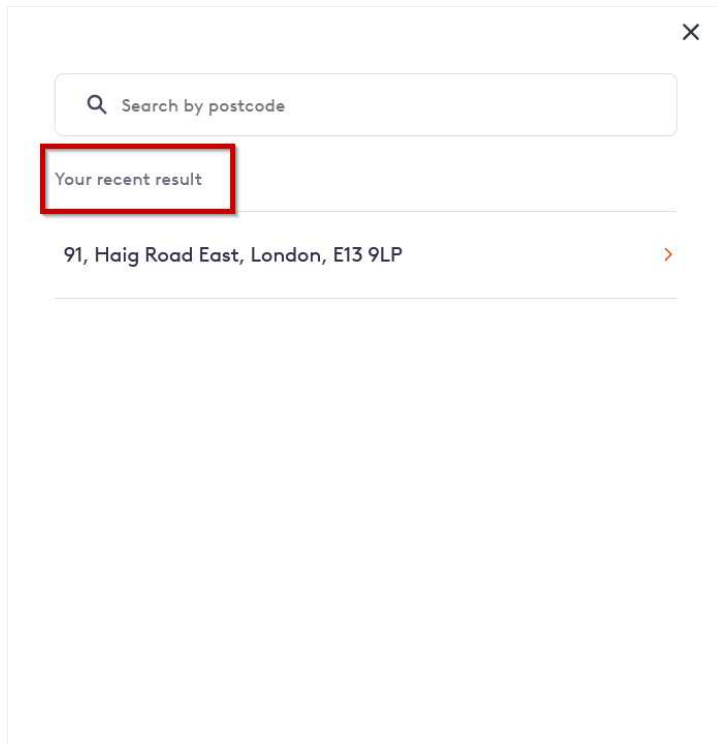 Search by postcode
Your recent result
91, Haig Road East, London, E13 9LP